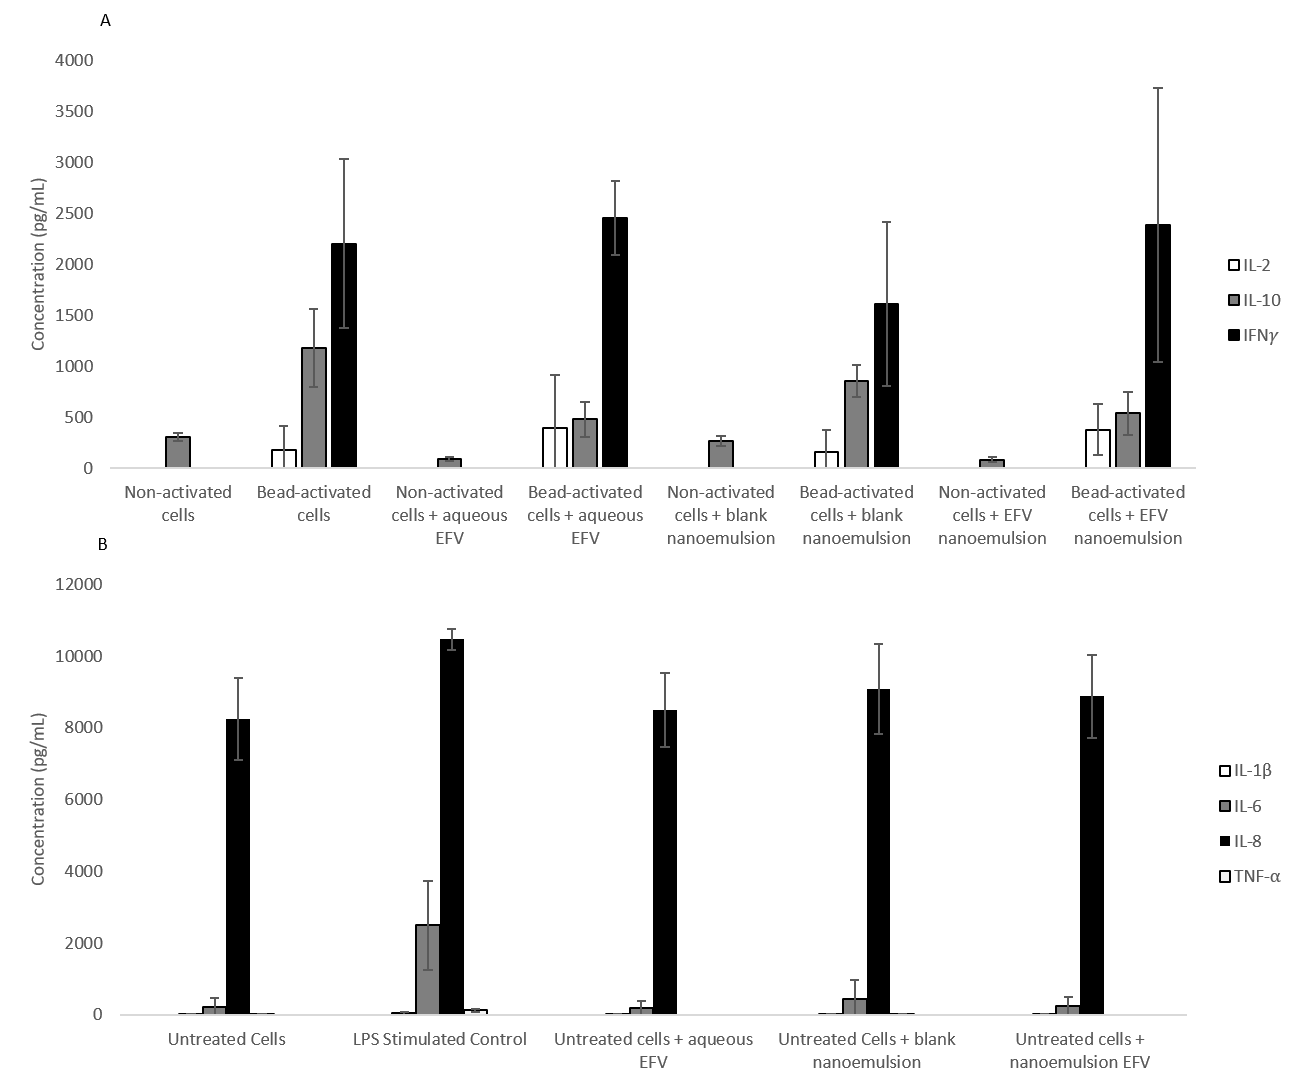 A
4000
3500
3000
2500
2000
1500
1000
500
0
Concentration (pg/mL)
Non-activated
cells
Bead-activated
cells
Non-activated
cells + aqueous
EFV
Bead-activated
cells + aqueous
EFV
Non-activated
cells + blank
nanoemulsion
Bead-activated
cells + blank
nanoemulsion
Non-activated
cells + EFV
nanoemulsion
Bead-activated
cells + EFV
nanoemulsion
IL-2
IL-10
IFNγ
B
12000
10000
8000
6000
4000
2000
0
Concentration (pg/mL)
Untreated Cells
LPS Stimulated Control
Untreated cells + aqueous
EFV
Untreated Cells + blank
nanoemulsion
Untreated cells +
nanoemulsion EFV
IL-1β
IL-6
IL-8
TNF-α